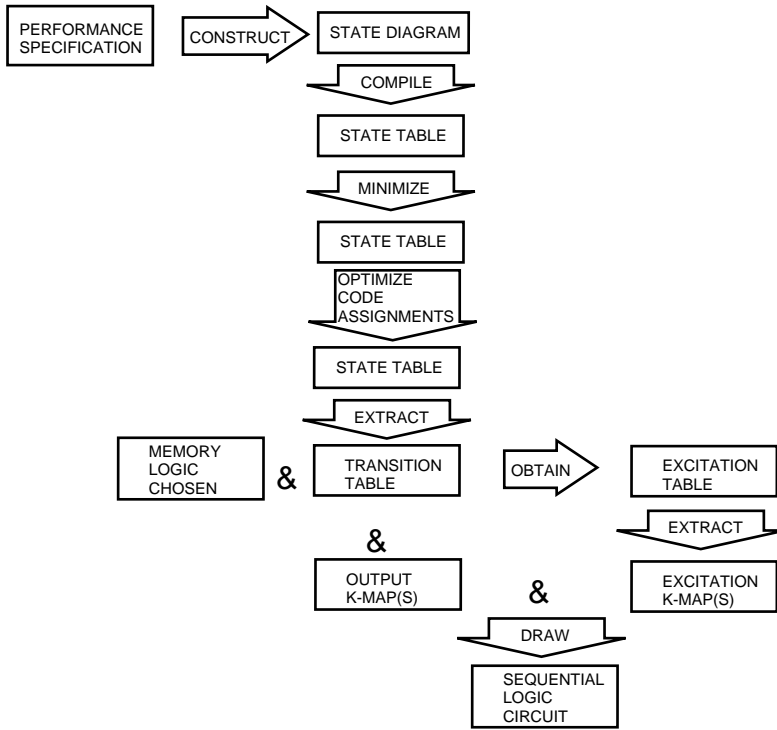 PERFORMANCE
SPECIFICATION
CONSTRUCT
STATE DIAGRAM
COMPILE
STATE TABLE
MINIMIZE
STATE TABLE
OPTIMIZE
CODE
ASSIGNMENTS
STATE TABLE
EXTRACT
MEMORY
LOGIC
CHOSEN
&
TRANSITION
TABLE
OBTAIN
EXCITATION
TABLE
EXTRACT
&
OUTPUT
K-MAP(S)
&
EXCITATION
K-MAP(S)
DRAW
SEQUENTIAL
LOGIC
CIRCUIT